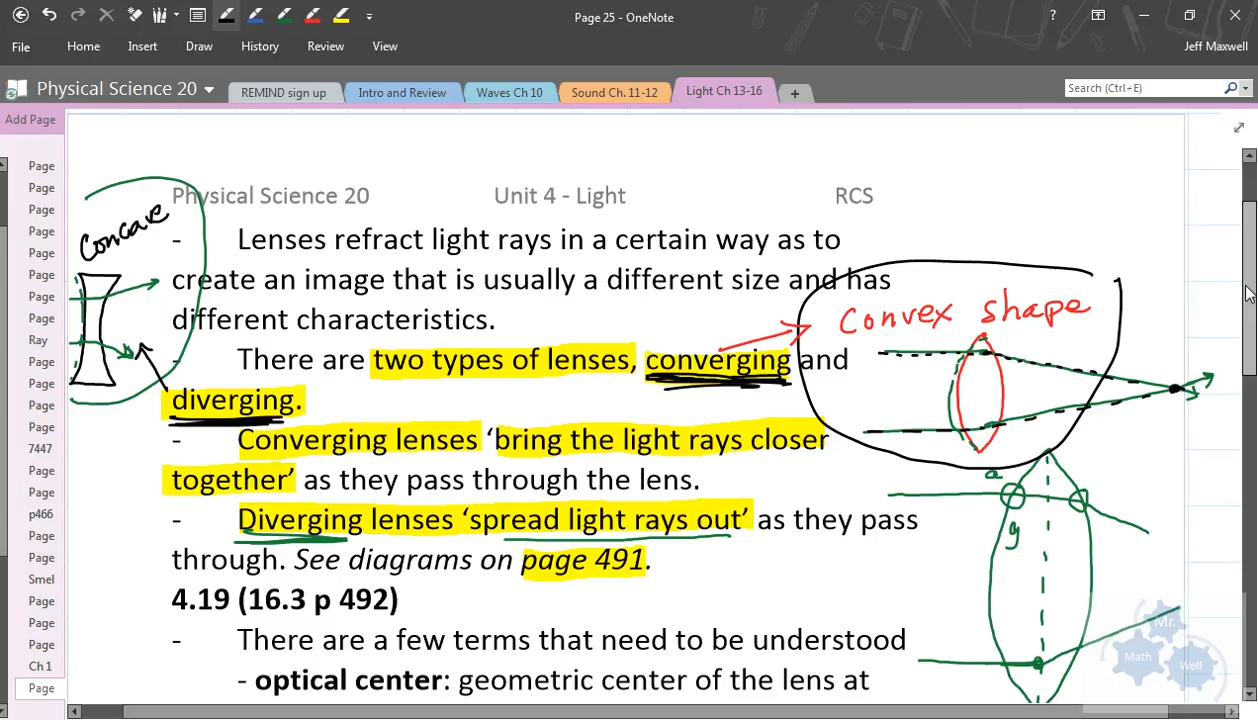 Page 25 - OneNote
?
File
Home
Insert
Draw
History
Review
View
Jeff Maxwell
Physical Science 20
REMIND sign up
Intro and Review
Waves Ch 10
Sound Ch. 11-12
Light Ch 13-16
Search (Ctrl+E)
Add Page
Page
Page
Page
Page
Page
Page
Page
Page
Ray
Page
Page
Page
Page
7447
Page
Page
p466
Page
Page
Smel
Page
Page
Page
Ch 1
Page
Physical Science 20 Unit 4 - Light RCS
concave
- Lenses refract light rays in a certain way as to
create an image that is usually a different size and has
different characteristics.
Convex shape
- There are two types of lenses, converging and
diverging.
- Converging lenses ‘bring the light rays closer
together’ as they pass through the lens.
a
- Diverging lenses ‘spread light rays out’ as they pass
g
through. See diagrams on page 491.
4.19 (16.3 p 492)
- There are a few terms that need to be understood
- optical center: geometric center of the lens at
Mr.
Math
Well